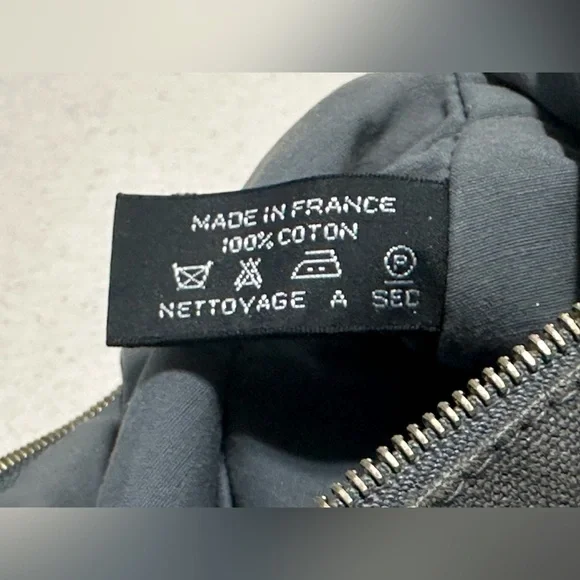 MADE IN FRANCE
100% COTON
P
NETTOYAGE A SEC